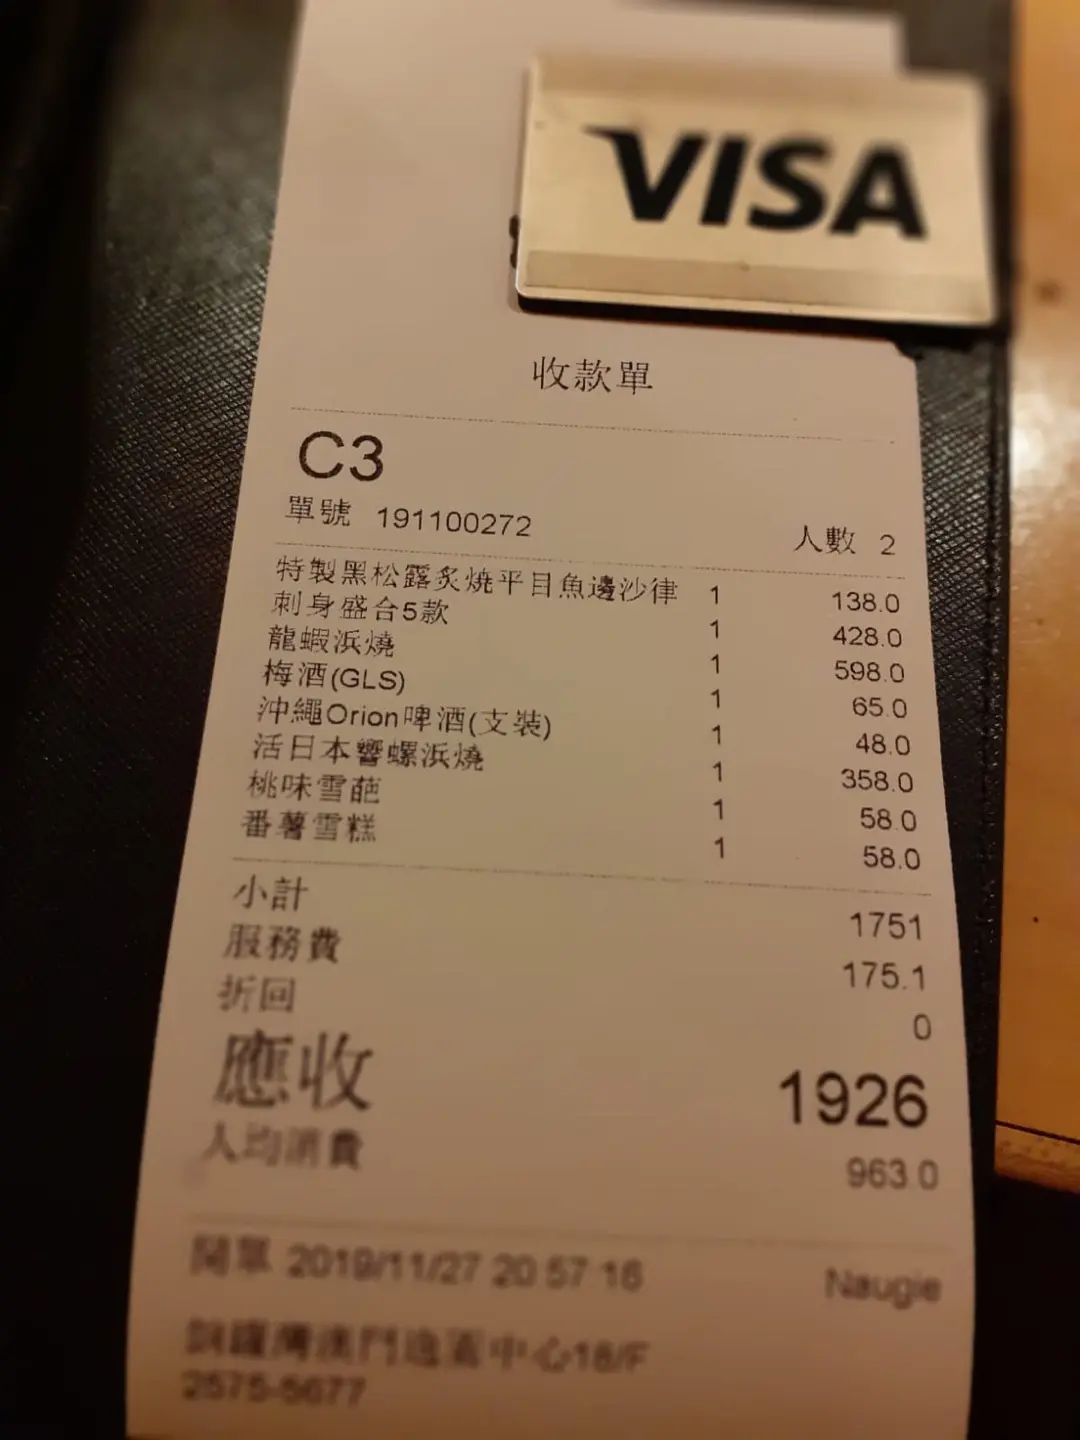 VISA
收款單
C3
單號 191100272 人數 2
特製黑松露炙燒平目魚邊沙律 1 138.0
刺身盛合5款 1 428.0
龍蝦浜燒 1 598.0
梅酒(GLS) 1 65.0
沖繩Orion啤酒(支裝) 1 48.0
活日本響螺浜燒 1 358.0
桃味雪葩 1 58.0
番薯雪糕 1 58.0
小計 1751
服務費 175.1
折回 0
應收 1926
人均消費 963.0
開單 2019/11/27 20:57:16 Naugie
銅鑼灣澳門逸園中心18/F
2575-5677